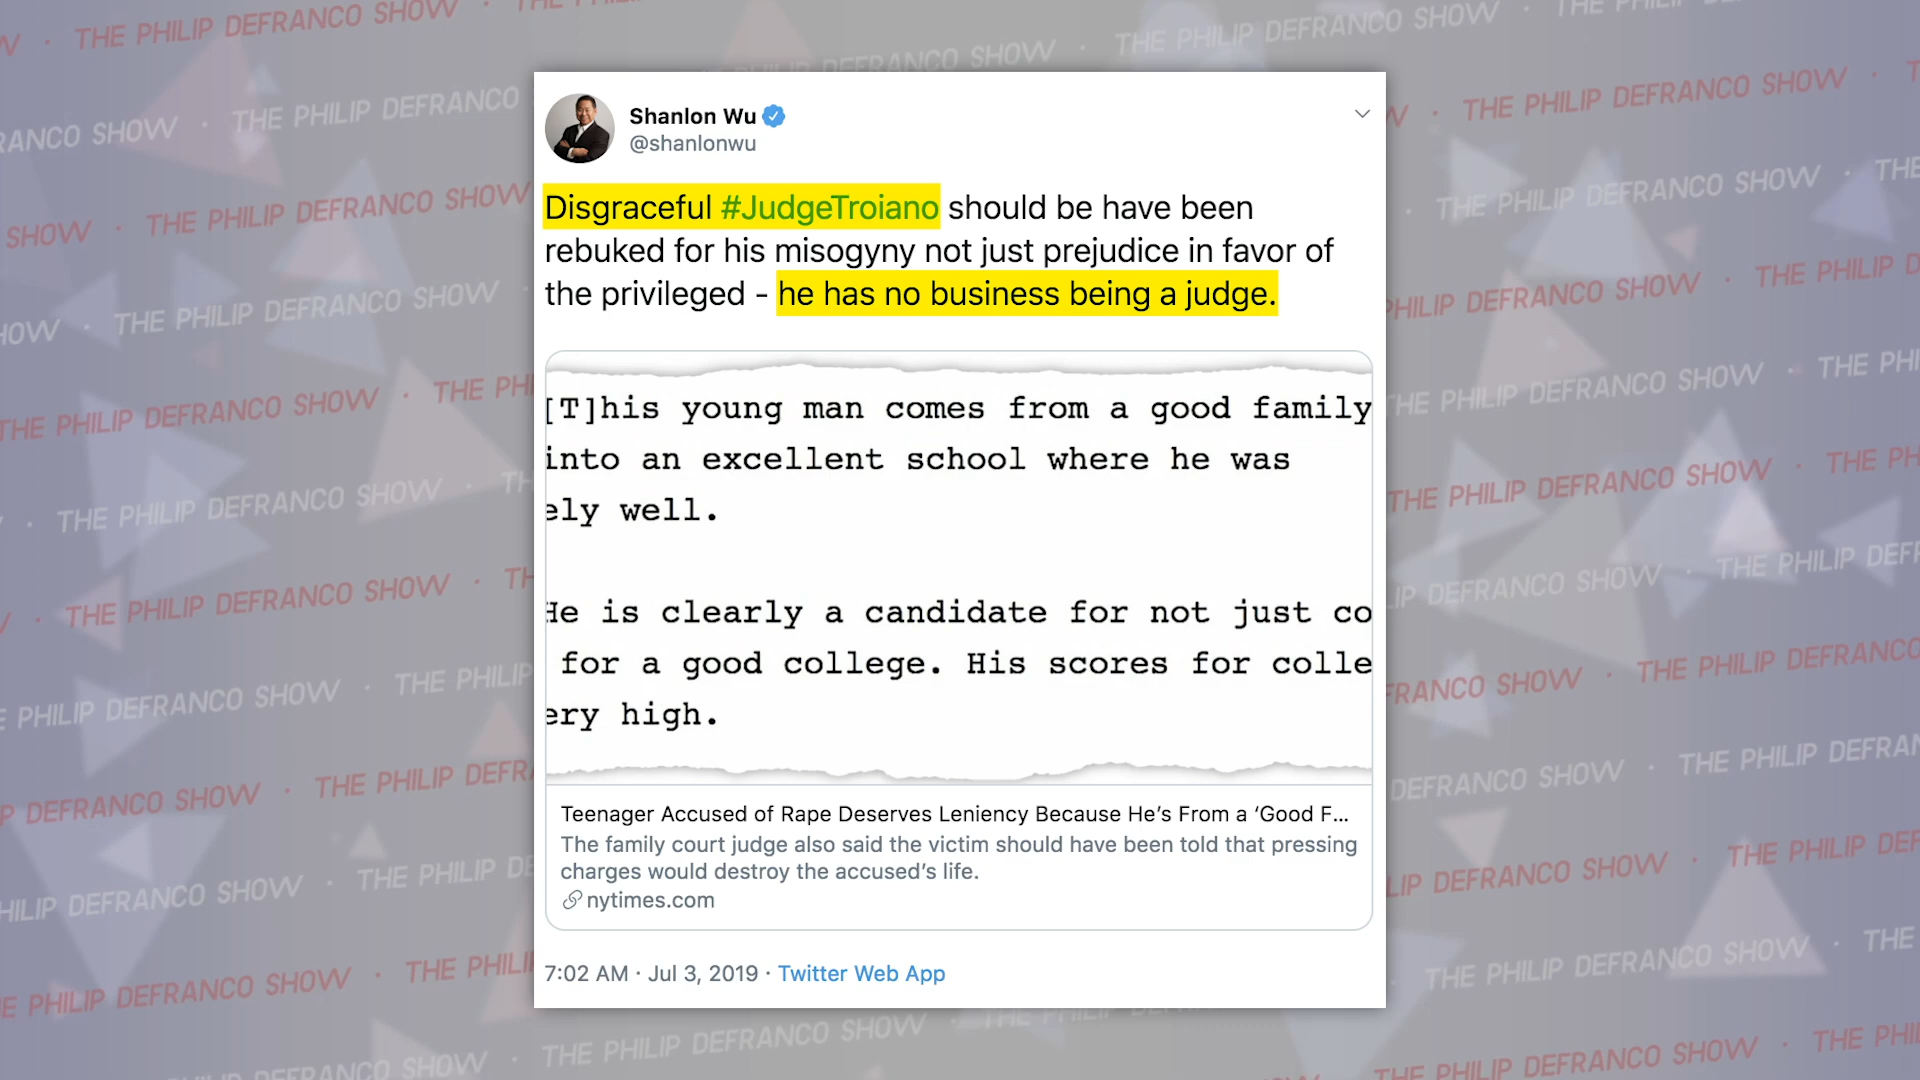 Shanlon Wu
@shanlonwu
Disgraceful #JudgeTroiano should be have been
rebuked for his misogyny not just prejudice in favor of
the privileged - he has no business being a judge.
[T]his young man comes from a good family
into an excellent school where he was
ely well.
He is clearly a candidate for not just co
for a good college. His scores for colle
ery high.
Teenager Accused of Rape Deserves Leniency Because He's From a ‘Good F...
The family court judge also said the victim should have been told that pressing
charges would destroy the accused's life.
nytimes.com
7:02 AM · Jul 3, 2019 · Twitter Web App
THE PHILIP DEFRANCO SHOW